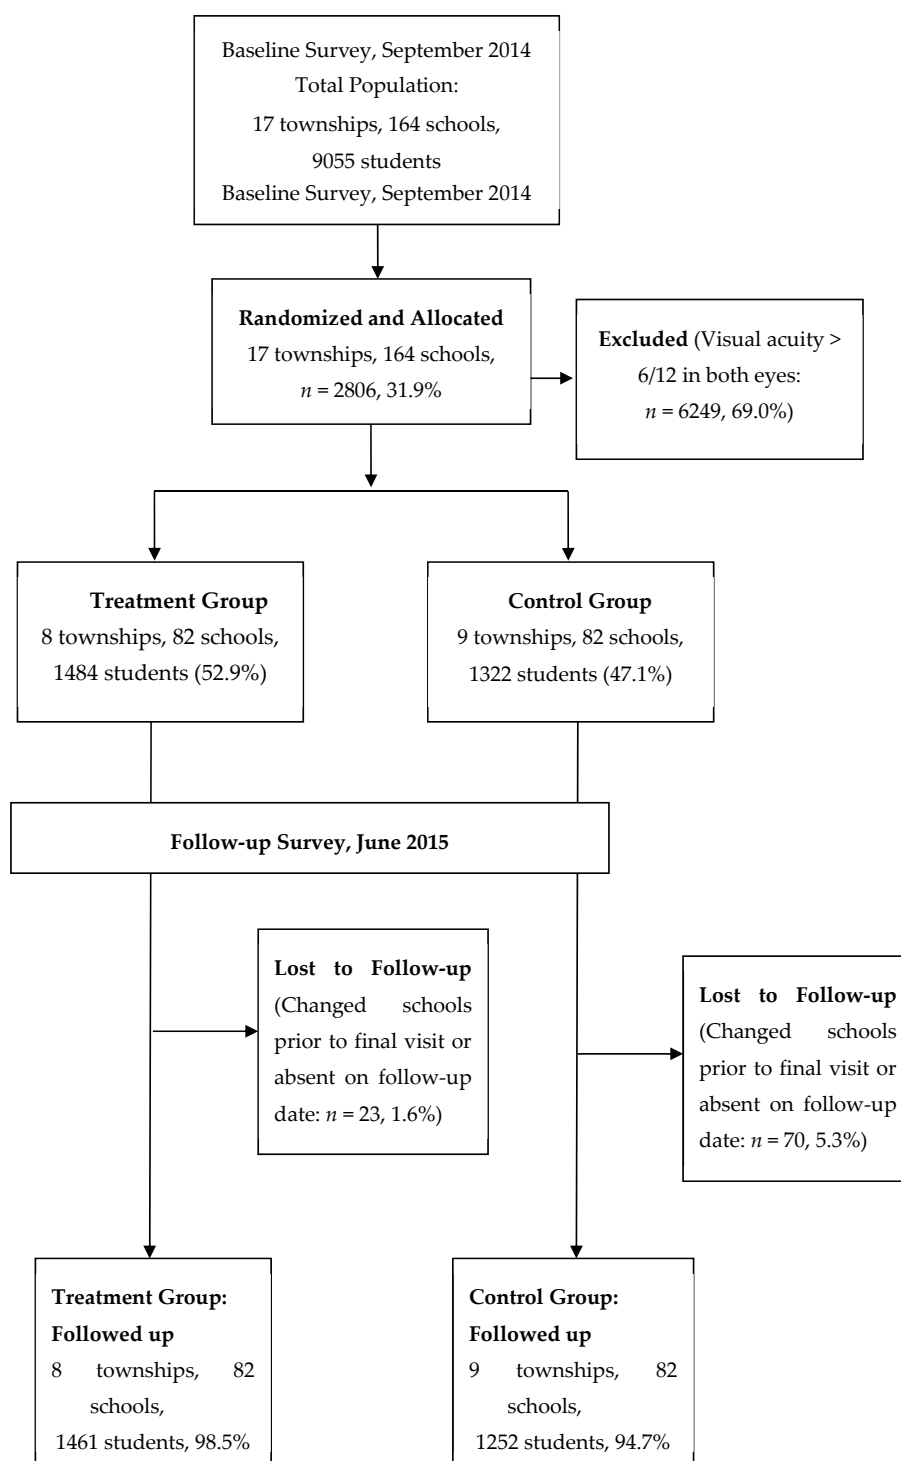 Baseline Survey, September 2014
Total Population:
17 townships, 164 schools,
9055 students
Baseline Survey, September 2014
Randomized and Allocated
17 townships, 164 schools,
n = 2806, 31.9%
Excluded (Visual acuity >
6/12 in both eyes:
n = 6249, 69.0%)
Treatment Group
8 townships, 82 schools,
1484 students (52.9%)
Control Group
9 townships, 82 schools,
1322 students (47.1%)
Follow-up Survey, June 2015
Lost to Follow-up
(Changed schools
prior to final visit or
absent on follow-up
date: n = 23, 1.6%)
Lost to Follow-up
(Changed schools
prior to final visit or
absent on follow-up
date: n = 70, 5.3%)
Treatment Group:
Followed up
8 townships, 82
schools,
1461 students, 98.5%
Control Group:
Followed up
9 townships, 82
schools,
1252 students, 94.7%